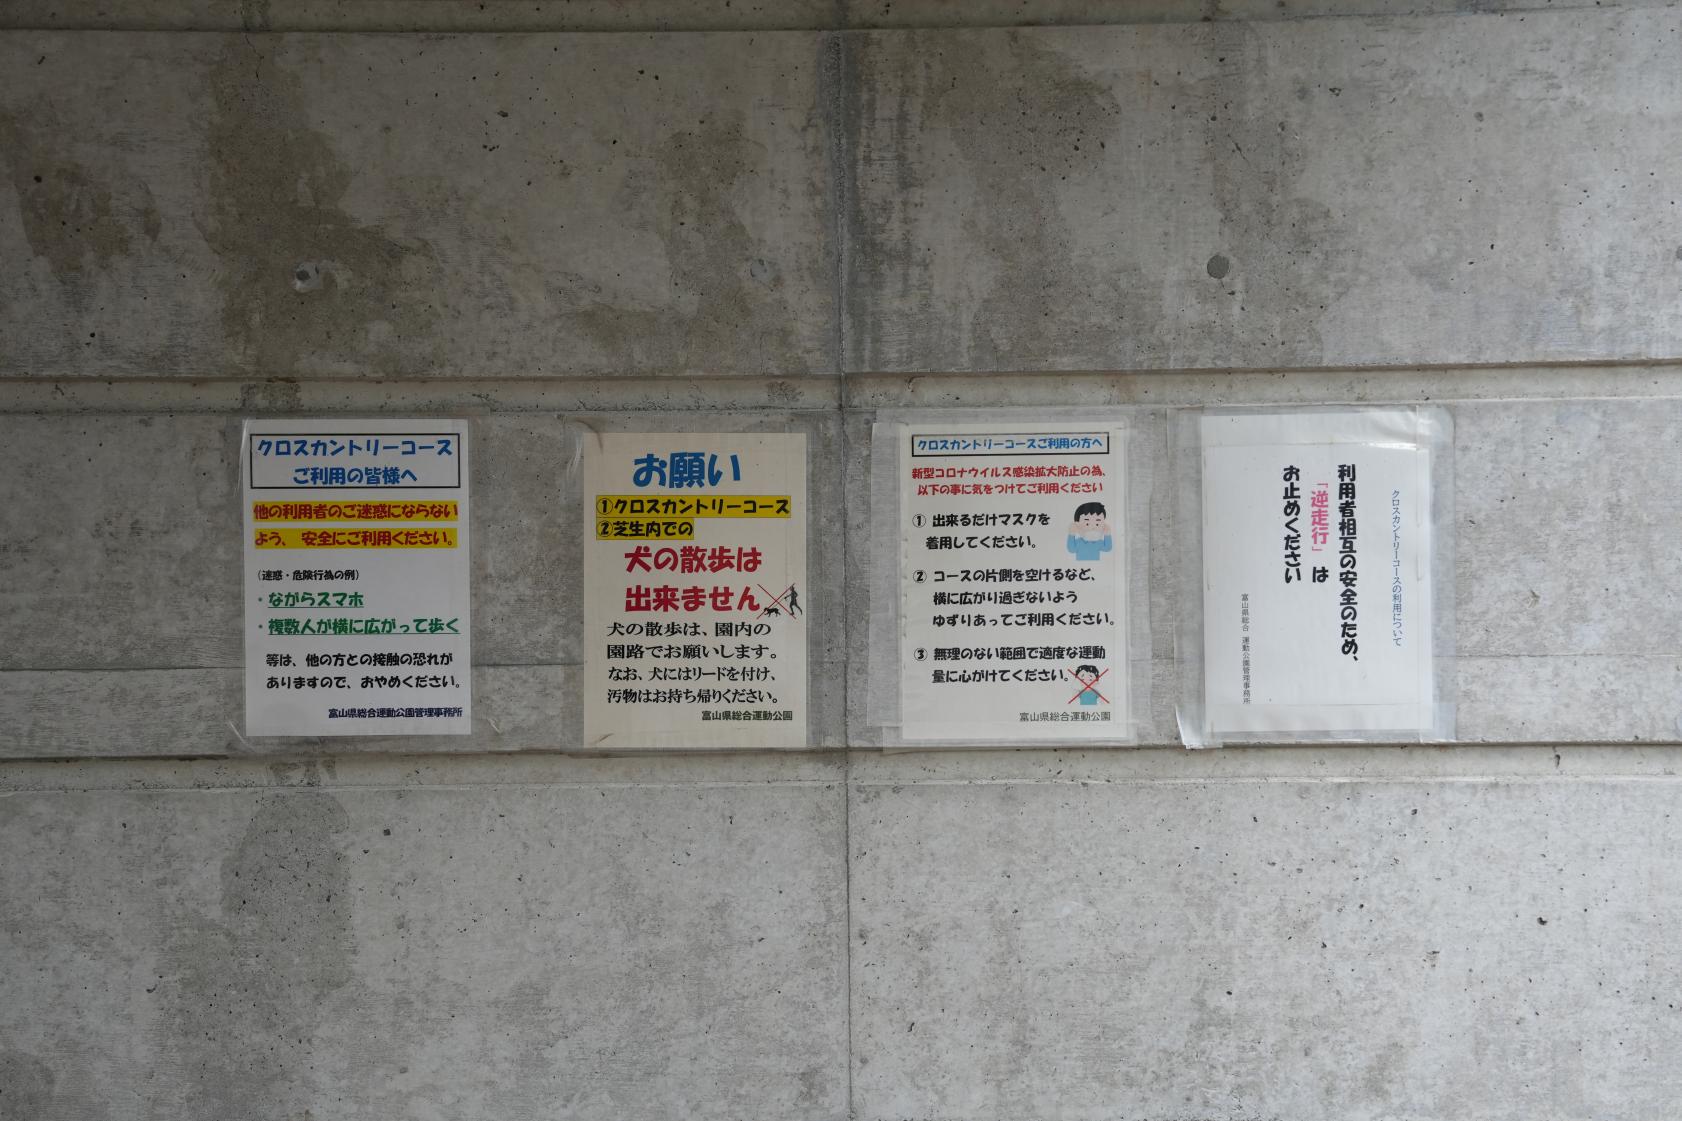 クロスカントリーコース
ご利用の皆様へ
他の利用者のご迷惑にならない
よう、 安全にご利用ください。
（迷惑・危険行為の例）
・ながらスマホ
・複数人が横に広がって歩く
等は、他の方との接触の恐れが
ありますので、おやめください。
富山県総合運動公園管理事務所
お願い
①クロスカントリーコース
②芝生内での
犬の散歩は
出来ません
犬の散歩は、園内の
園路でお願いします。
なお、犬にはリードを付け、
汚物はお持ち帰りください。
富山県総合運動公園
クロスカントリーコースご利用の方へ
新型コロナウイルス感染拡大防止の為、
以下の事に気をつけてご利用ください
① 出来るだけマスクを
着用してください。
② コースの片側を空けるなど、
横に広がり過ぎないよう
ゆずりあってご利用ください。
③ 無理のない範囲で適度な運動
量に心がけてください。
富山県総合運動公園
クロスカントリーコースの利用について
利用者相互の安全のため、
「逆走行」 は
お止めください
富山県総合 運動公園管理事務所